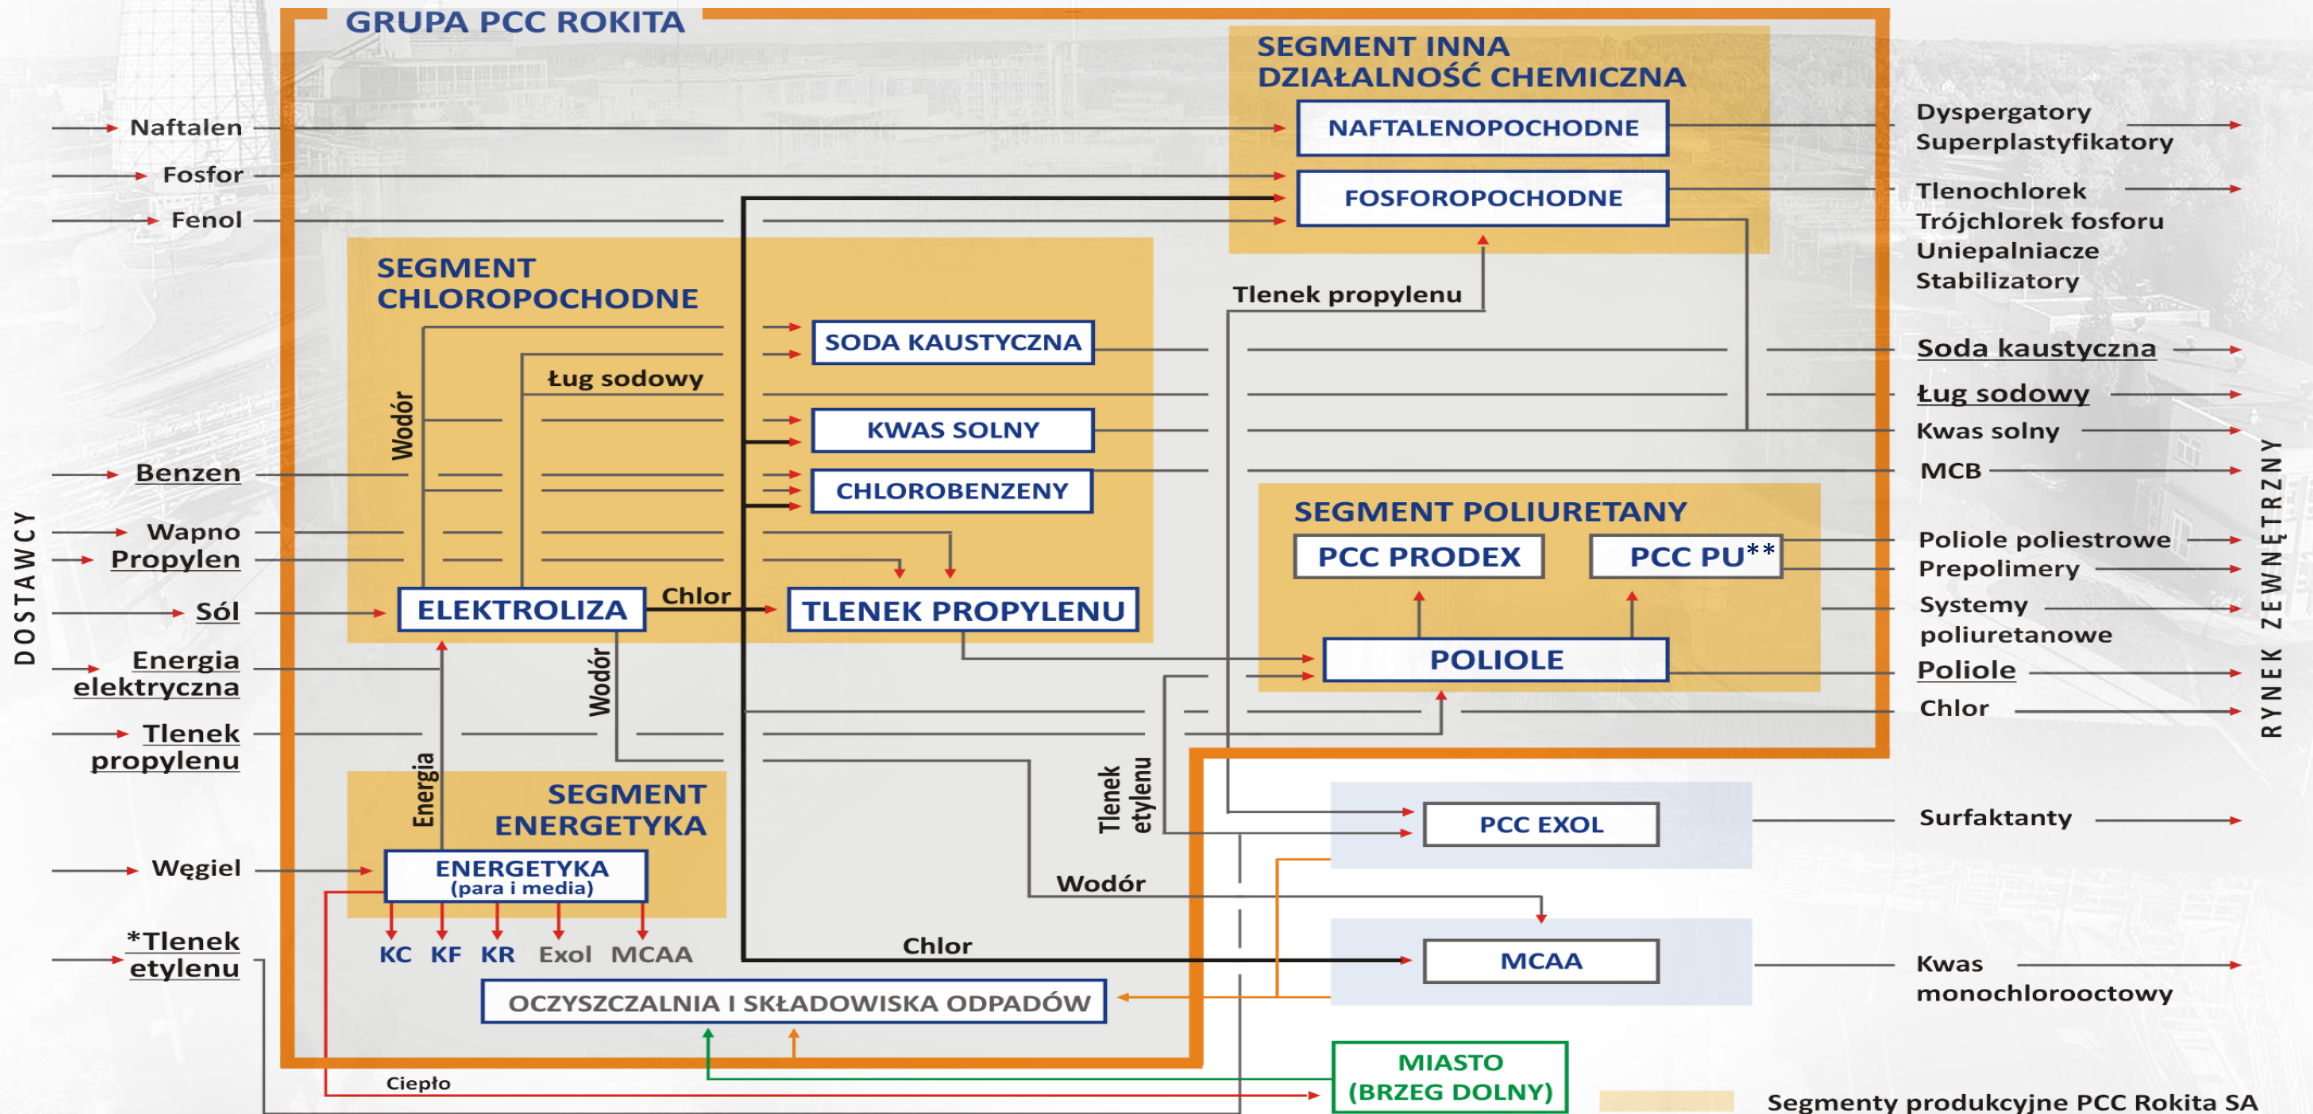 GRUPA PCC ROKITA
SEGMENT INNA
DZIAŁALNOŚĆ CHEMICZNA
NAFTALENOPOCHODNE
FOSFOROPOCHODNE
Naftalen
Fosfor
Fenol
Dyspergatory
Superplastyfikatory
Tlenochlorek
Trójchlorek fosforu
Uniepalniacze
Stabilizatory
SEGMENT
CHLOROPOCHODNE
Tlenek propylenu
SODA KAUSTYCZNA
Ług sodowy
Wodór
KWAS SOLNY
CHLOROBENZENY
Soda kaustyczna
Ług sodowy
Kwas solny
MCB
DOSTAWCY
Benzen
Wapno
Propylen
Sól
Energia
elektryczna
Tlenek
propylenu
ELEKTROLIZA
Chlor
TLENEK PROPYLENU
Wodór
SEGMENT POLIURETANY
PCC PRODEX
PCC PU**
POLIOLE
Poliole poliestrowe
Prepolimery
Systemy
poliuretanowe
Poliole
Chlor
RYNEK ZEWNĘTRZNY
Energia
SEGMENT
ENERGETYKA
ENERGETYKA
(para i media)
Węgiel
KC KF KR Exol MCAA
*Tlenek
etylenu
Tlenek
etylenu
PCC EXOL
Surfaktanty
Wodór
Chlor
MCAA
Kwas
monochlorooctowy
OCZYSZCZALNIA I SKŁADOWISKA ODPADÓW
Ciepło
MIASTO
(BRZEG DOLNY)
Segmenty produkcyjne PCC Rokita SA